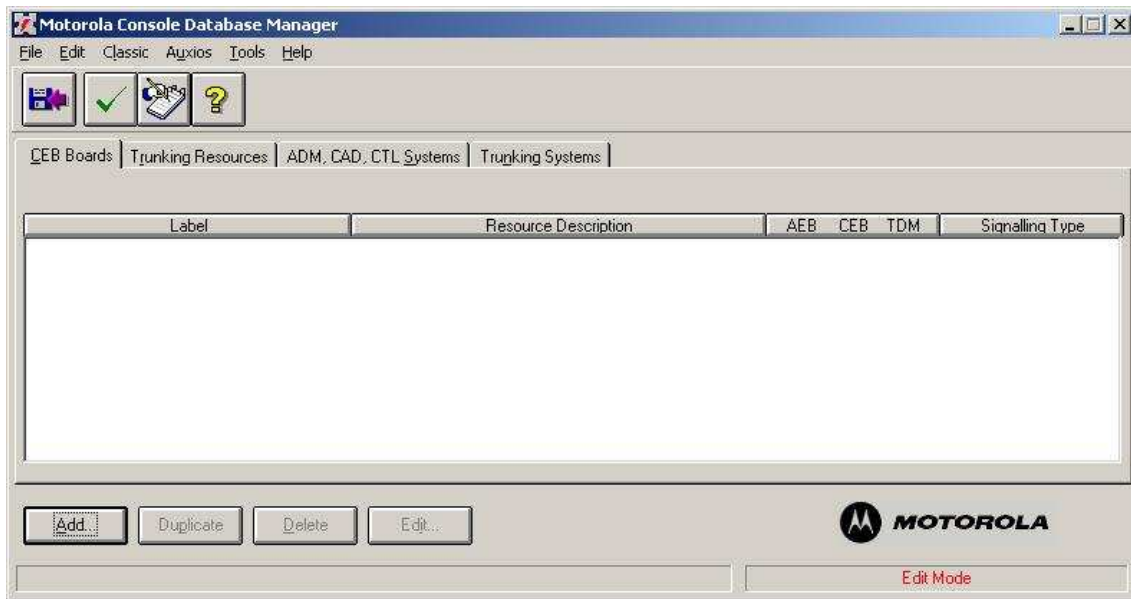 Motorola Console Database Manager
File Edit Classic Auxios Tools Help
CEB Boards Trunking Resources ADM, CAD, CTL Systems Trunking Systems
Label Resource Description AEB CEB TDM Signalling Type
Add... Duplicate Delete Edit... MOTOROLA
Edit Mode